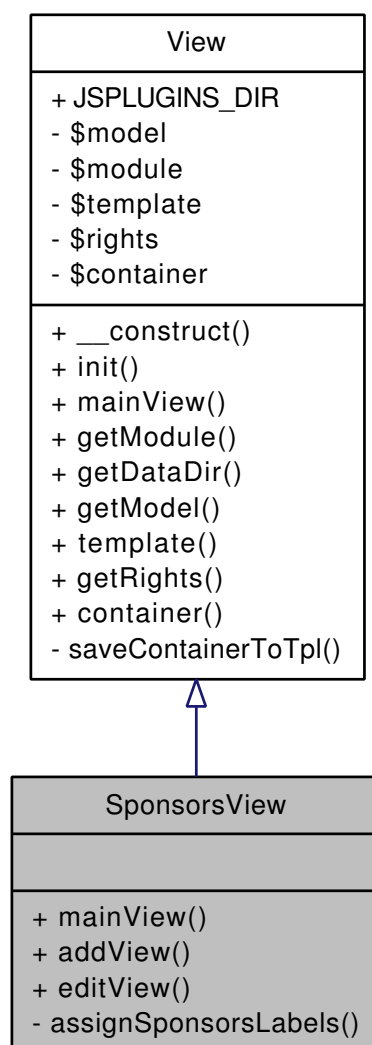 View
+ JSPLUGINS_DIR
- $model
- $module
- $template
- $rights
- $container
+ __construct()
+ init()
+ mainView()
+ getModule()
+ getDataDir()
+ getModel()
+ template()
+ getRights()
+ container()
- saveContainerToTpl()
SponsorsView
+ mainView()
+ addView()
+ editView()
- assignSponsorsLabels()